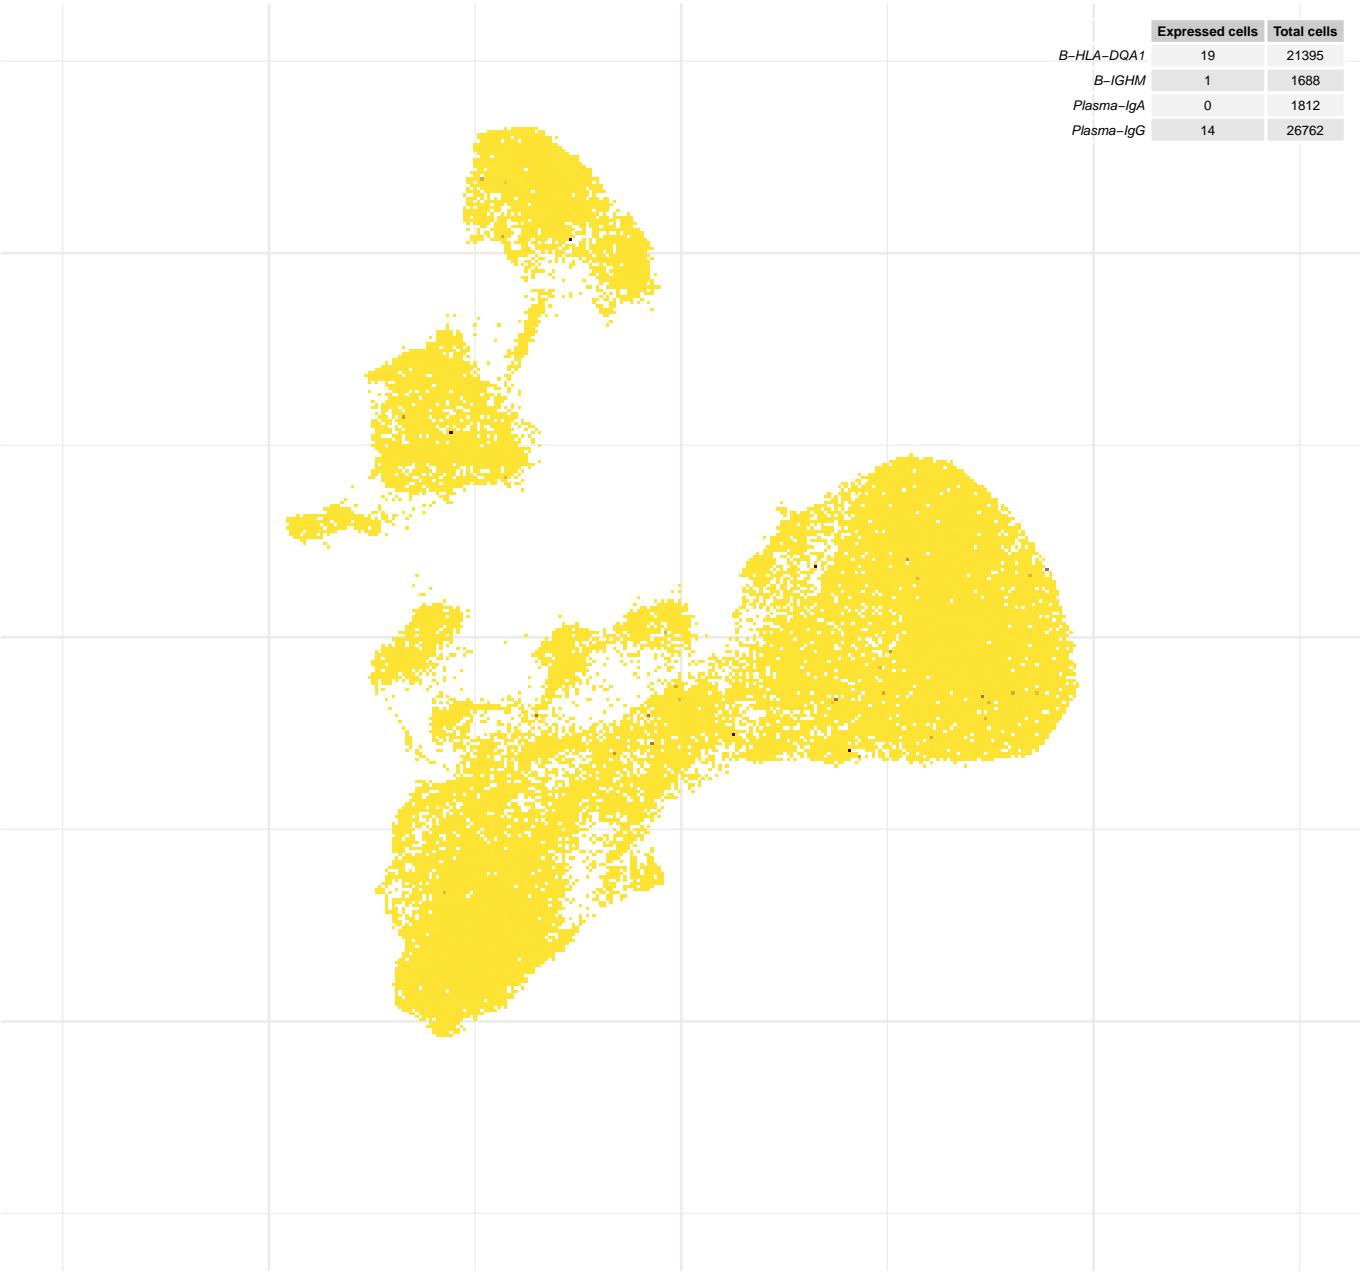 Expressed cells Total cells
B−HLA−DQA1 19 21395
B−IGHM 1 1688
Plasma−IgA 0 1812
Plasma−IgG 14 26762